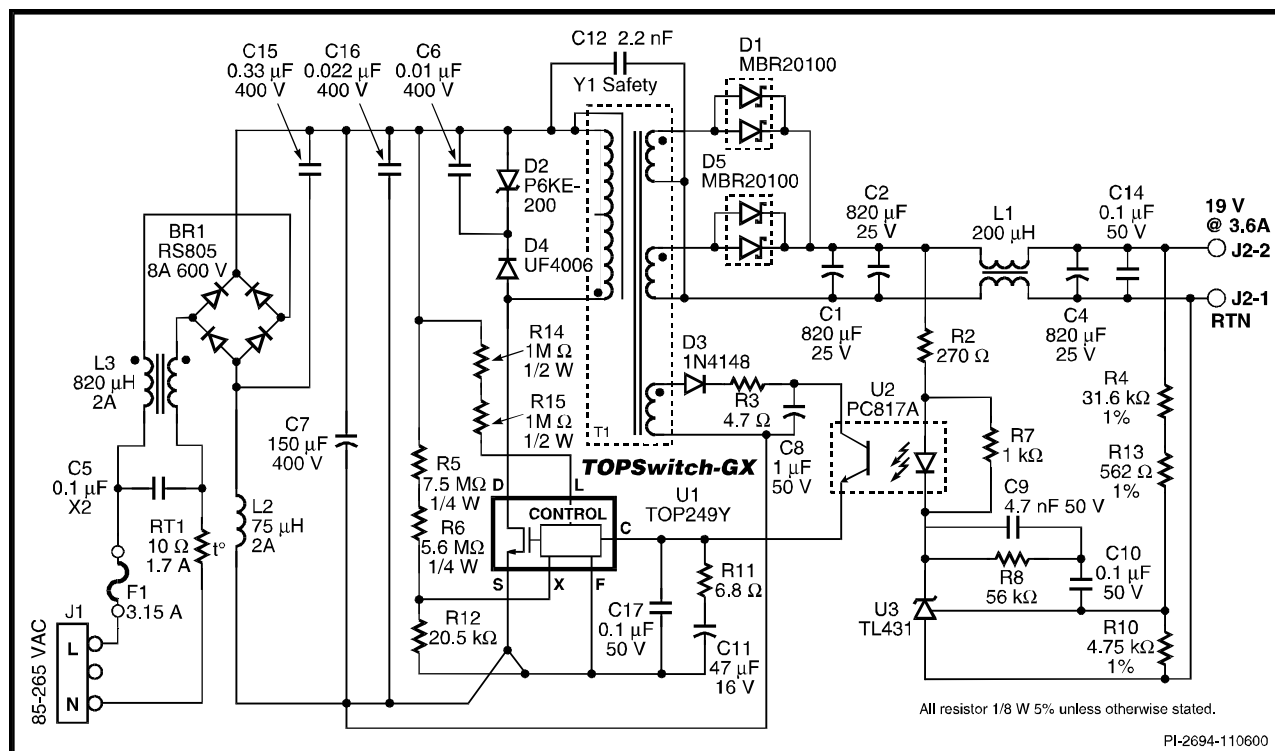 C15
0.33 µF
400 V
C16
0.022 µF
400 V
C6
0.01 µF
400 V
C12 2.2 nF
Y1 Safety
D1
MBR20100
D2
P6KE-
200
D5
MBR20100
D4
UF4006
BR1
RS805
8A 600 V
C2
820 µF
25 V
L1
200 µH
C14
0.1 µF
50 V
19 V
@ 3.6A
J2-2
J2-1
RTN
C1
820 µF
25 V
C4
820 µF
25 V
R2
270 Ω
R14
1M Ω
1/2 W
R15
1M Ω
1/2 W
D3
1N4148
R3
4.7 Ω
C8
1 µF
50 V
T1
U2
PC817A
R4
31.6 kΩ
1%
R7
1 kΩ
R13
562 Ω
1%
L3
820 µH
2A
C7
150 µF
400 V
TOPSwitch-GX
R5
7.5 MΩ
1/4 W
D
L
U1
TOP249Y
CONTROL
C
S
X
F
R6
5.6 MΩ
1/4 W
C5
0.1 µF
X2
L2
75 µH
2A
RT1
10 Ω
1.7 A
t°
C9
4.7 nF 50 V
R8
56 kΩ
C10
0.1 µF
50 V
R11
6.8 Ω
F1
3.15 A
R12
20.5 kΩ
C17
0.1 µF
50 V
C11
47 µF
16 V
U3
TL431
R10
4.75 kΩ
1%
J1
L
N
85-265 VAC
All resistor 1/8 W 5% unless otherwise stated.
PI-2694-110600